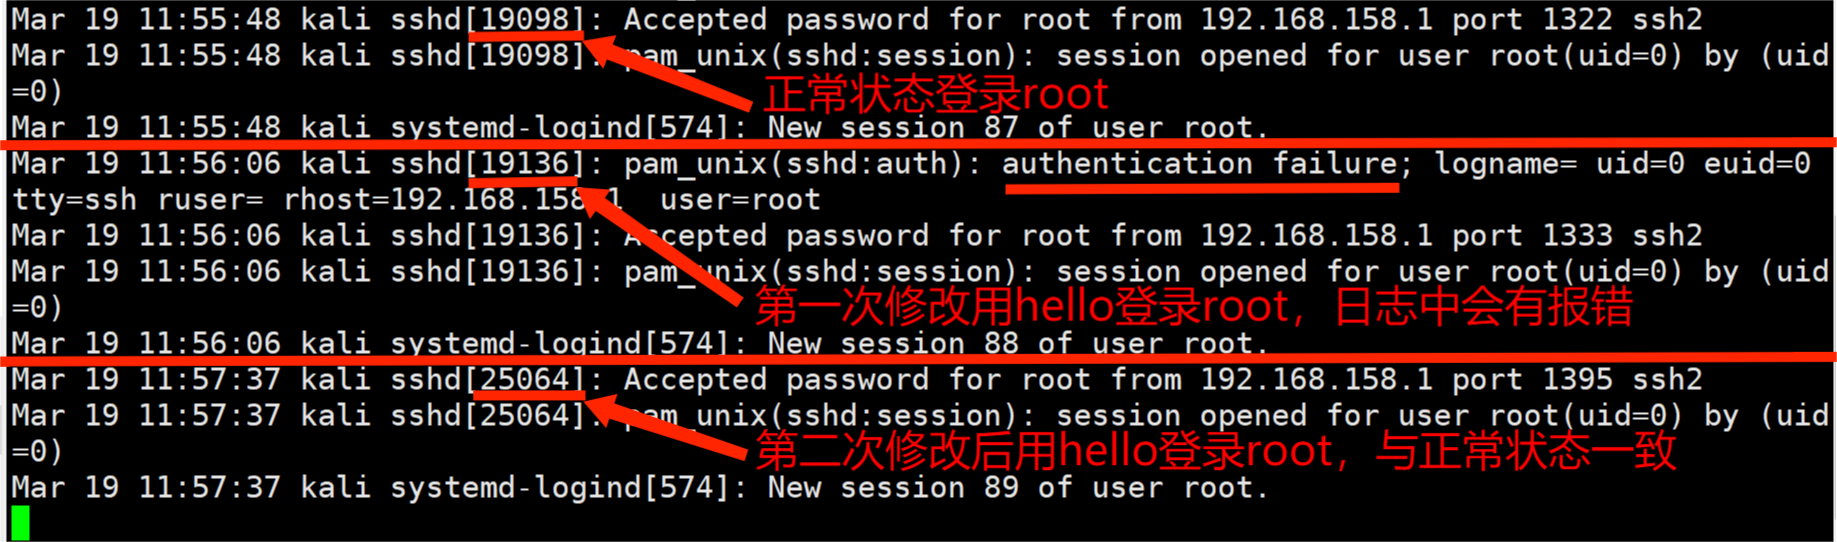 Mar 19 11:55:48 kali sshd[19098]: Accepted password for root from 192.168.158.1 port 1322 ssh2
Mar 19 11:55:48 kali sshd[19098]: pam_unix(sshd:session): session opened for user root(uid=0) by (uid
=0)
正常状态登录root
Mar 19 11:55:48 kali systemd-logind[574]: New session 87 of user root.
Mar 19 11:56:06 kali sshd[19136]: pam_unix(sshd:auth): authentication failure; logname= uid=0 euid=0
tty=ssh ruser= rhost=192.168.158.1  user=root
Mar 19 11:56:06 kali sshd[19136]: Accepted password for root from 192.168.158.1 port 1333 ssh2
Mar 19 11:56:06 kali sshd[19136]: pam_unix(sshd:session): session opened for user root(uid=0) by (uid
=0)
第一次修改用hello登录root，日志中会有报错
Mar 19 11:56:06 kali systemd-logind[574]: New session 88 of user root.
Mar 19 11:57:37 kali sshd[25064]: Accepted password for root from 192.168.158.1 port 1395 ssh2
Mar 19 11:57:37 kali sshd[25064]: pam_unix(sshd:session): session opened for user root(uid=0) by (uid
=0)
第二次修改后用hello登录root，与正常状态一致
Mar 19 11:57:37 kali systemd-logind[574]: New session 89 of user root.